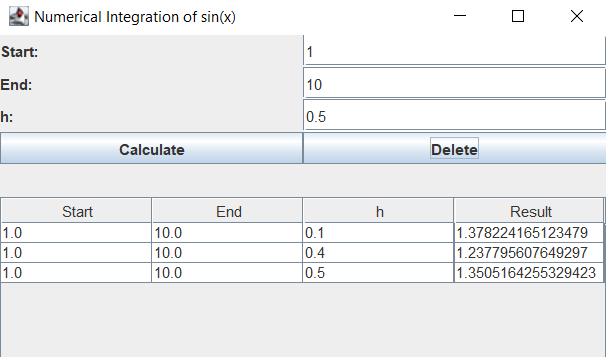 Numerical Integration of sin(x)
Start: 1
End: 10
h: 0.5
Calculate Delete
Start End h Result
1.0 10.0 0.1 1.378224165123479
1.0 10.0 0.4 1.237795607649297
1.0 10.0 0.5 1.3505164255329423